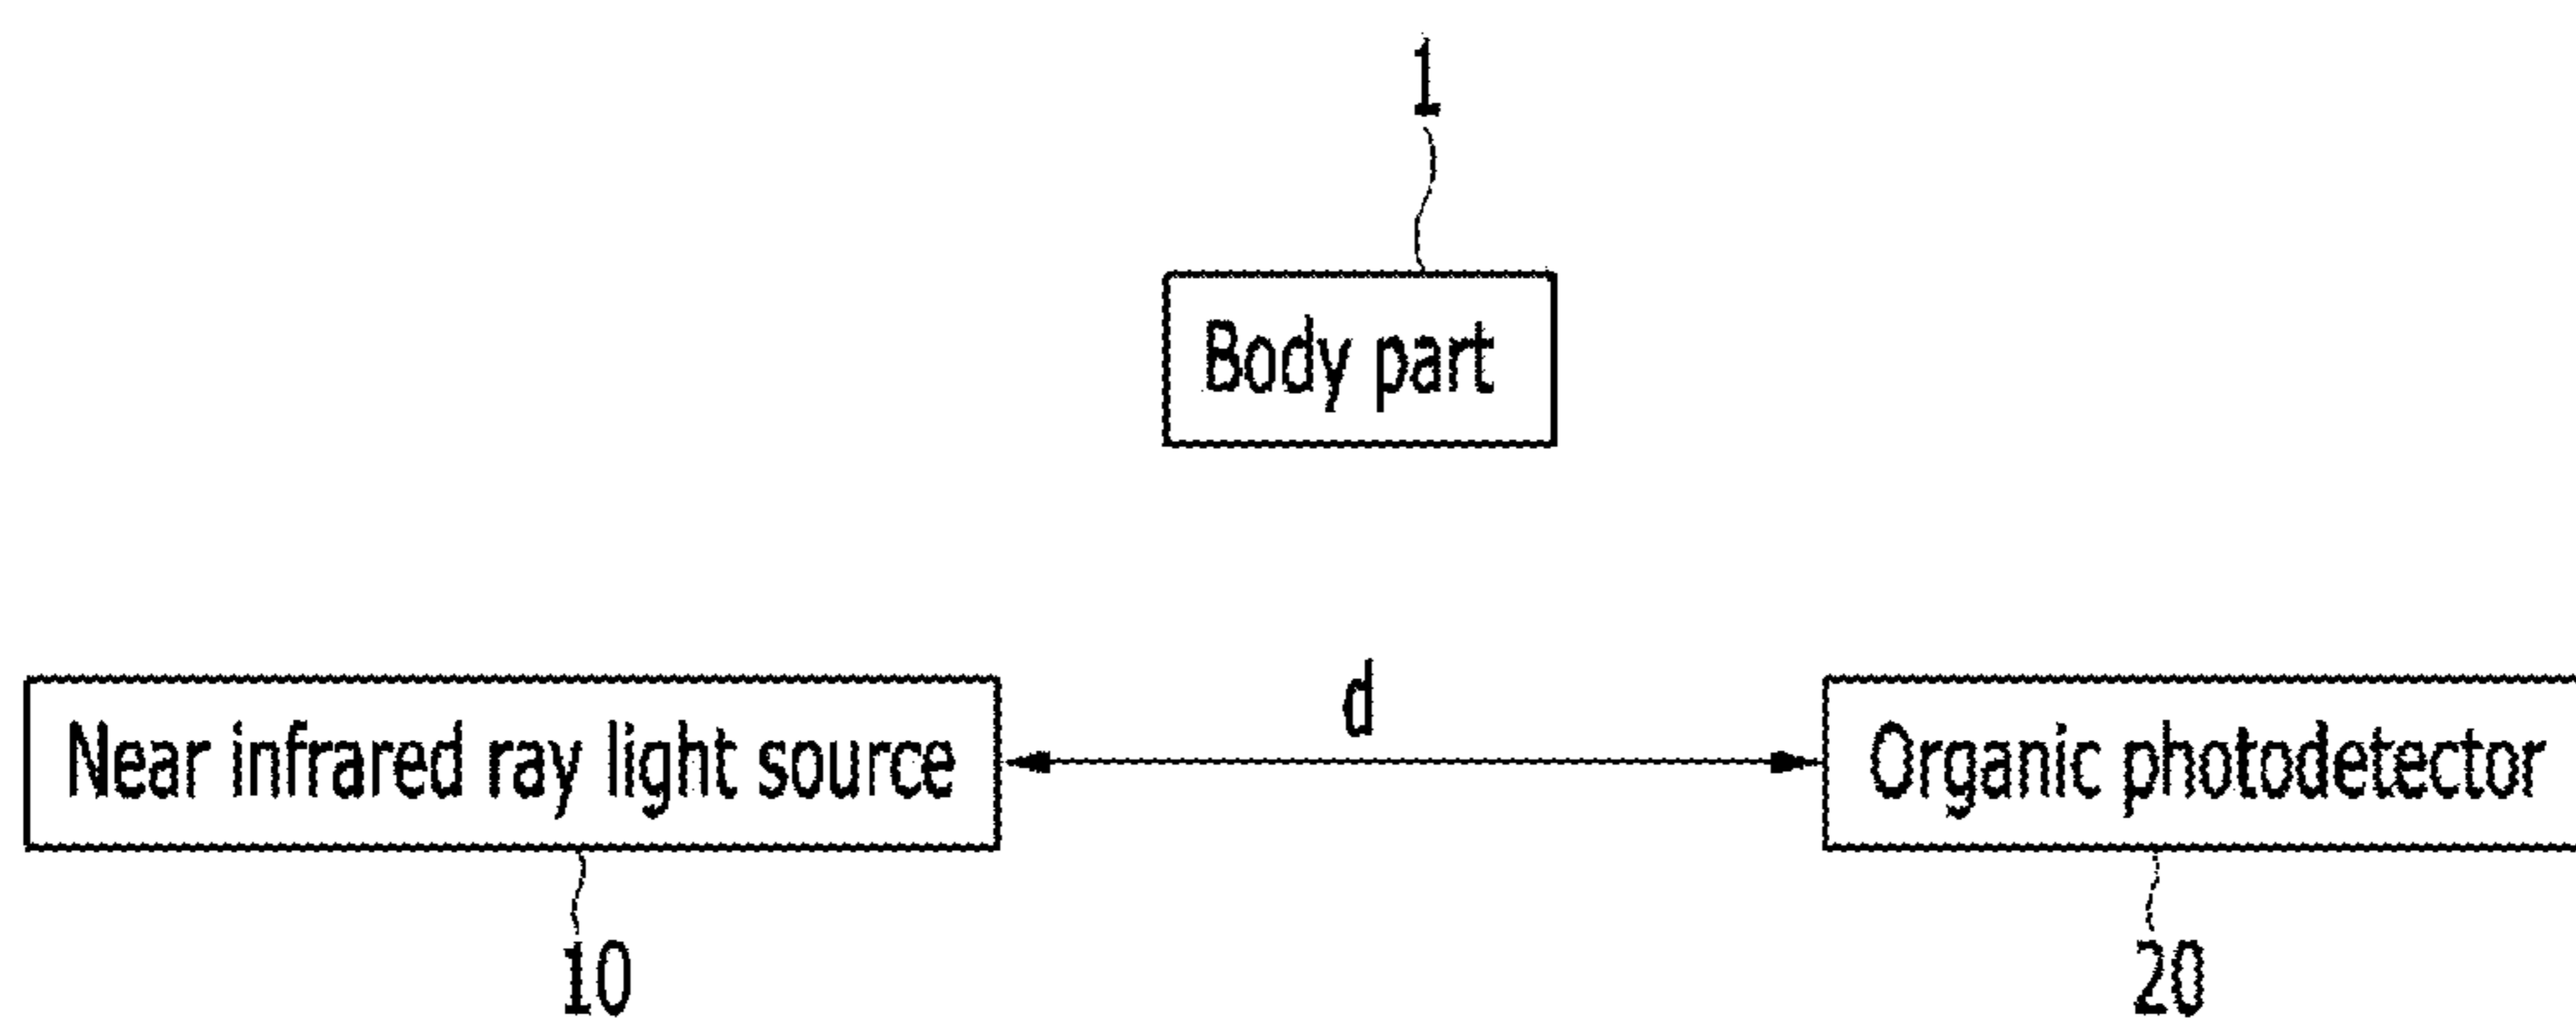 1
Body part
d
Near infrared ray light source
Organic photodetector
10
20